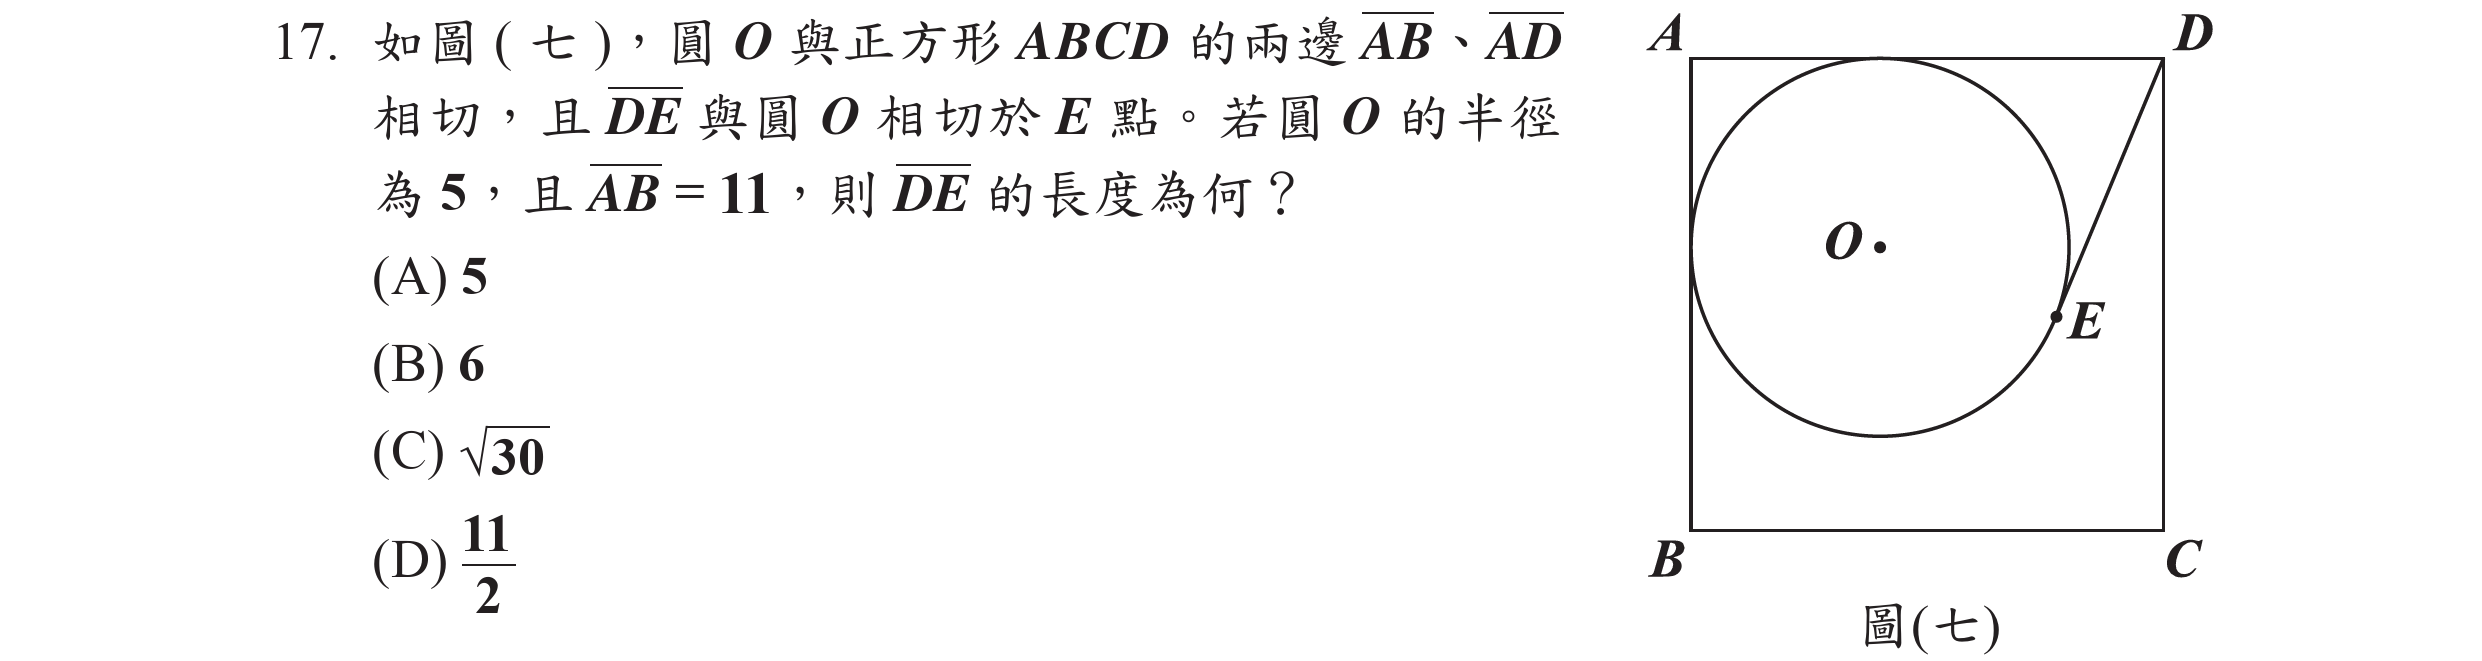 17. 如圖(七)，圓 O 與正方形 ABCD 的兩邊 $\overline{AB}$、$\overline{AD}$
相切，且 $\overline{DE}$ 與圓 O 相切於 E 點。若圓 O 的半徑
為 5，且 $\overline{AB}$ = 11，則 $\overline{DE}$ 的長度為何？
(A) 5
(B) 6
(C) $\sqrt{30}$
(D) $\frac{11}{2}$
A
D
O
E
B
C
圖(七)